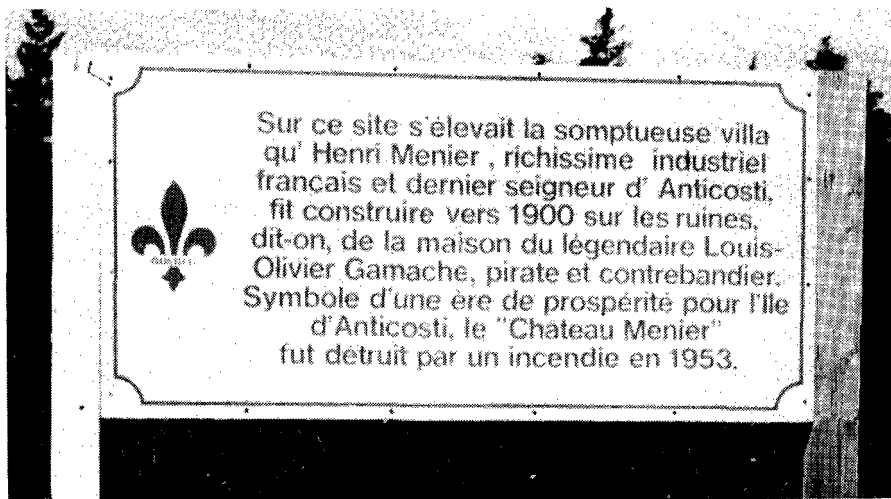 Sur ce site s'élevait la somptueuse villa
qu' Henri Menier , richissime industriel
français et dernier seigneur d' Anticosti,
fit construire vers 1900 sur les ruines,
dit-on, de la maison du légendaire Louis-
Olivier Gamache, pirate et contrebandier.
Symbole d'une ère de prospérité pour l'Ile
d'Anticosti, le "Château Menier"
fut détruit par un incendie en 1953.